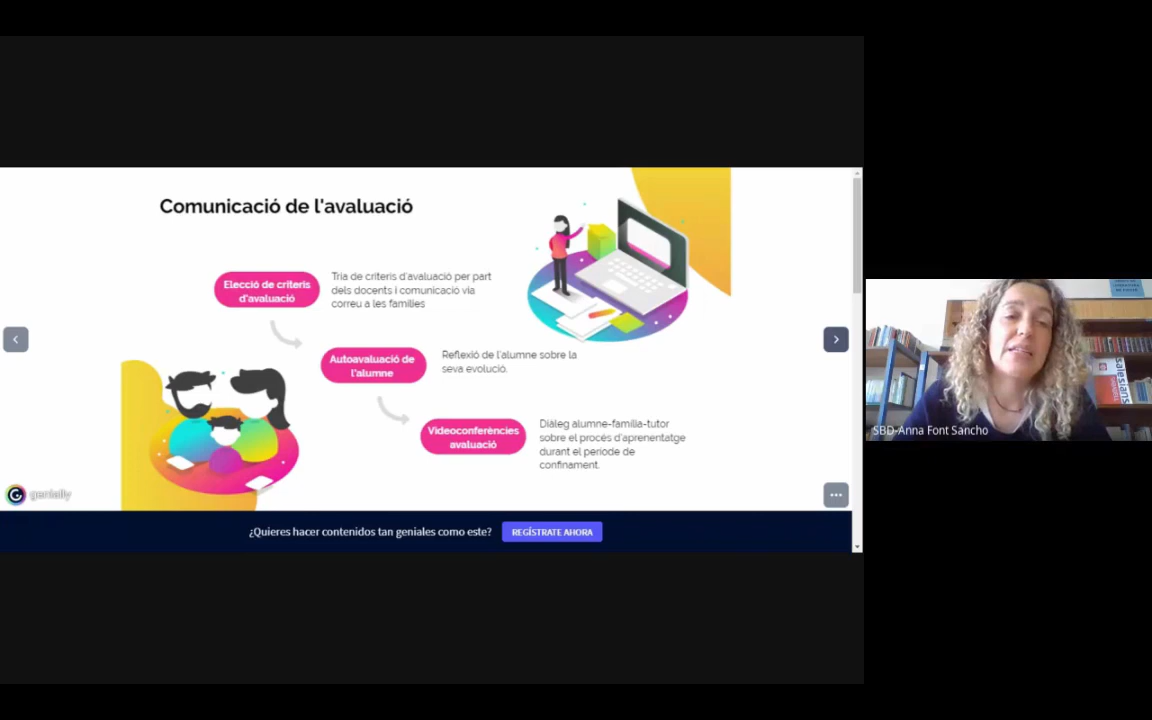 Comunicació de l'avaluació
Elecció de criteris
d'avaluació
Tria de criteris d'avaluació per part
dels docents i comunicació via
correu a les famílies
Autoavaluació de
l'alumne
Reflexió de l'alumne sobre la
seva evolució.
Videoconferències
avaluació
Diàleg alumne-família-tutor
sobre el procés d'aprenentatge
durant el període de
confinament.
genially
¿Quieres hacer contenidos tan geniales como este?
REGÍSTRATE AHORA
salesians
SBD-Anna Font Sancho